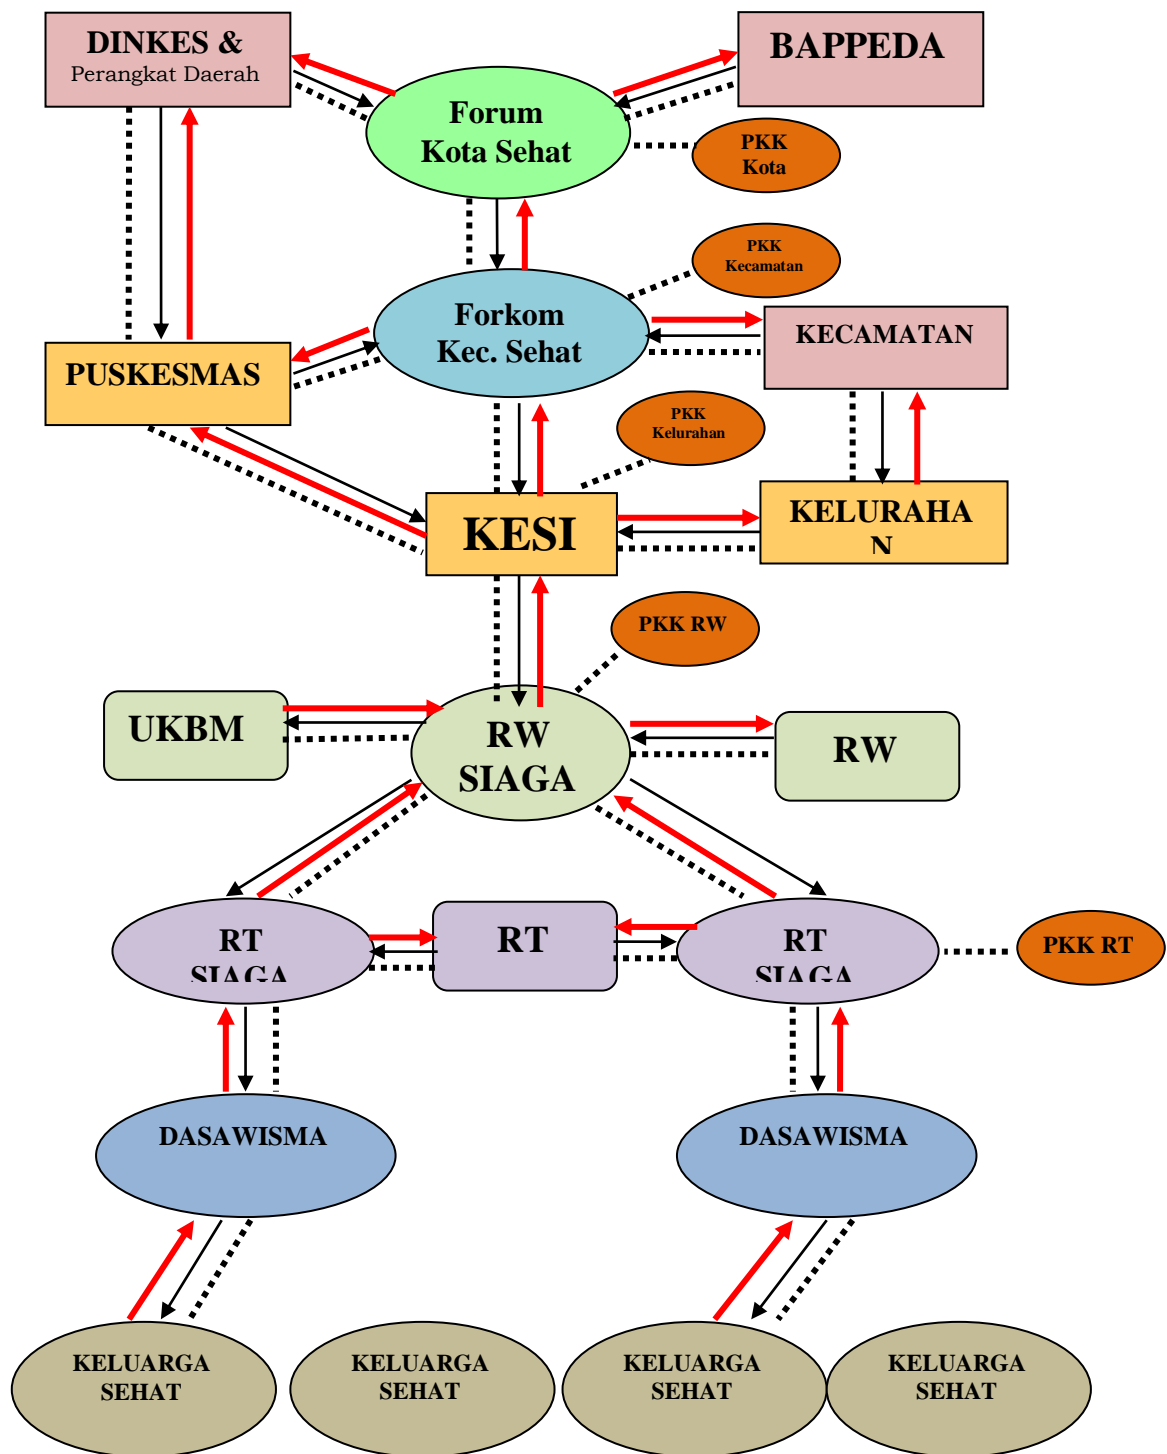 DINKES &
Perangkat Daerah
BAPPEDA
Forum
Kota Sehat
PKK
Kota
PKK
Kecamatan
Forkom
Kec. Sehat
KECAMATAN
PUSKESMAS
PKK
Kelurahan
KESI
KELURAHA
N
PKK RW
UKBM
RW
SIAGA
RW
RT
SIAGA
RT
RT
SIAGA
PKK RT
DASAWISMA
DASAWISMA
KELUARGA
SEHAT
KELUARGA
SEHAT
KELUARGA
SEHAT
KELUARGA
SEHAT